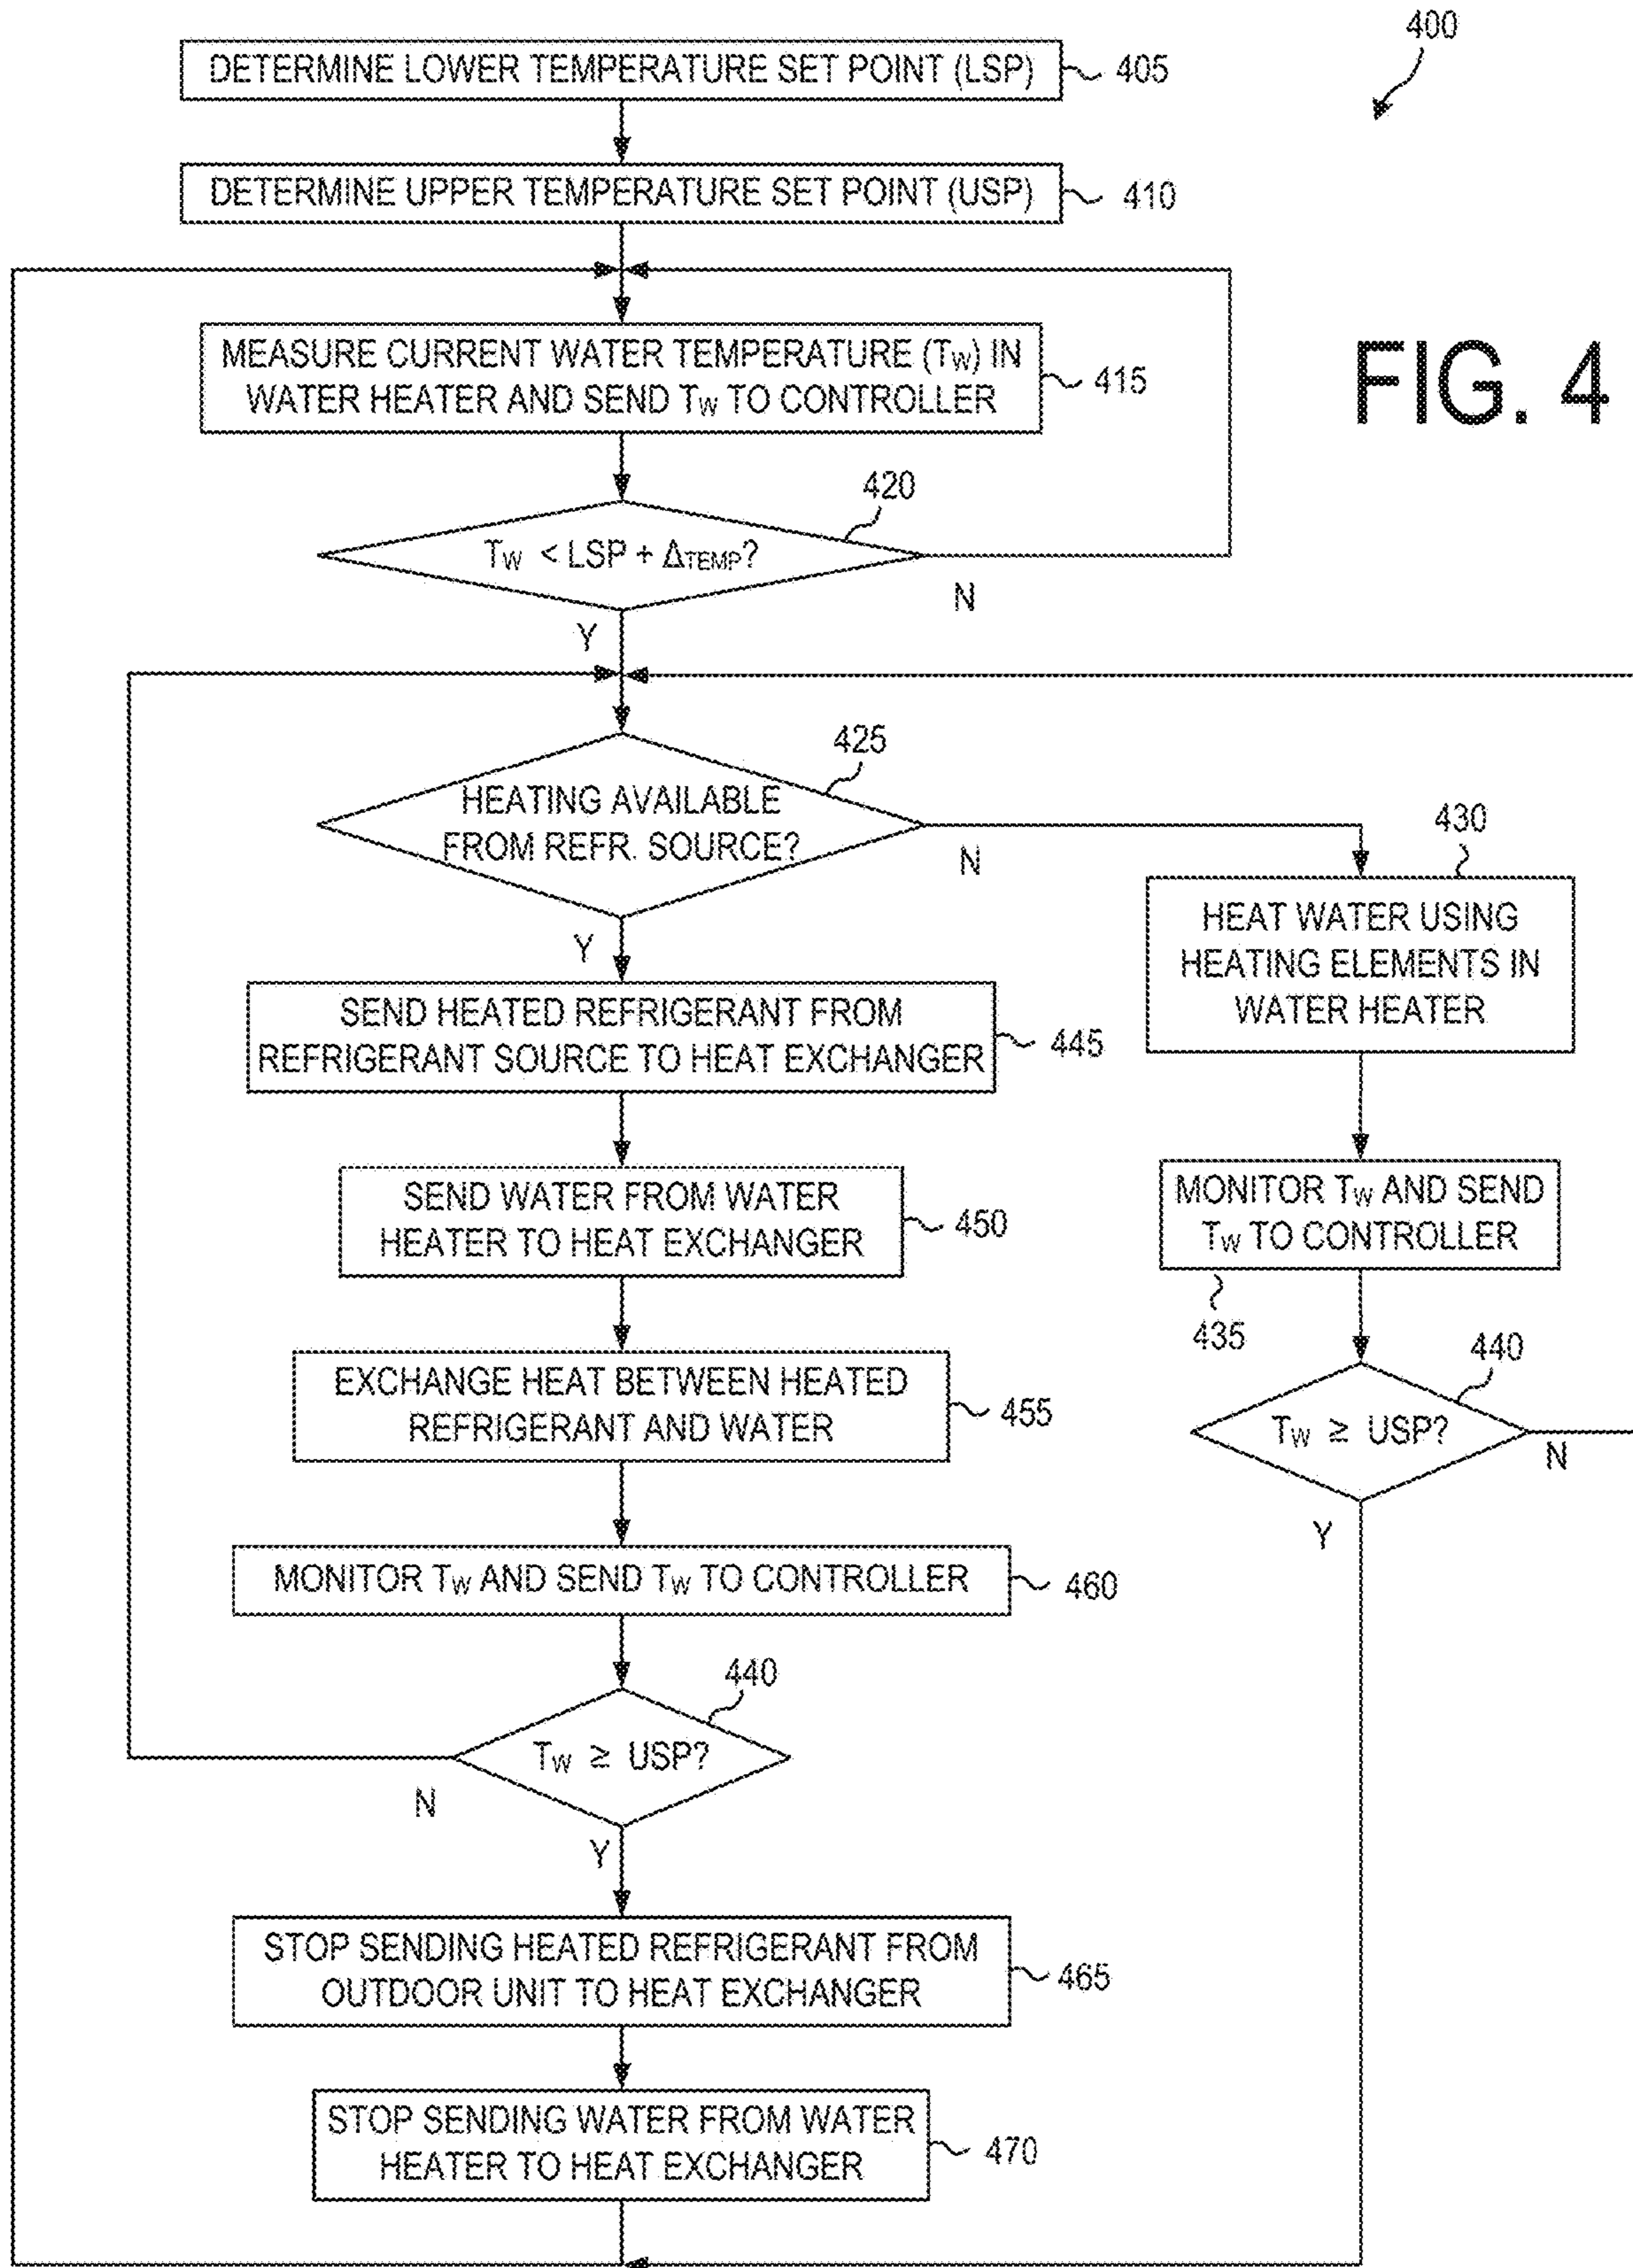 400
DETERMINE LOWER TEMPERATURE SET POINT (LSP)
405
DETERMINE UPPER TEMPERATURE SET POINT (USP)
410
FIG. 4
MEASURE CURRENT WATER TEMPERATURE (TW) IN
WATER HEATER AND SEND TW TO CONTROLLER
415
420
TW < LSP + ΔTEMP?
N
Y
425
HEATING AVAILABLE
FROM REFR. SOURCE?
N
Y
430
HEAT WATER USING
HEATING ELEMENTS IN
WATER HEATER
SEND HEATED REFRIGERANT FROM
REFRIGERANT SOURCE TO HEAT EXCHANGER
445
SEND WATER FROM WATER
HEATER TO HEAT EXCHANGER
450
MONITOR TW AND SEND
TW TO CONTROLLER
435
440
TW ≥ USP?
N
Y
EXCHANGE HEAT BETWEEN HEATED
REFRIGERANT AND WATER
455
MONITOR TW AND SEND TW TO CONTROLLER
460
440
TW ≥ USP?
N
Y
STOP SENDING HEATED REFRIGERANT FROM
OUTDOOR UNIT TO HEAT EXCHANGER
465
STOP SENDING WATER FROM WATER
HEATER TO HEAT EXCHANGER
470